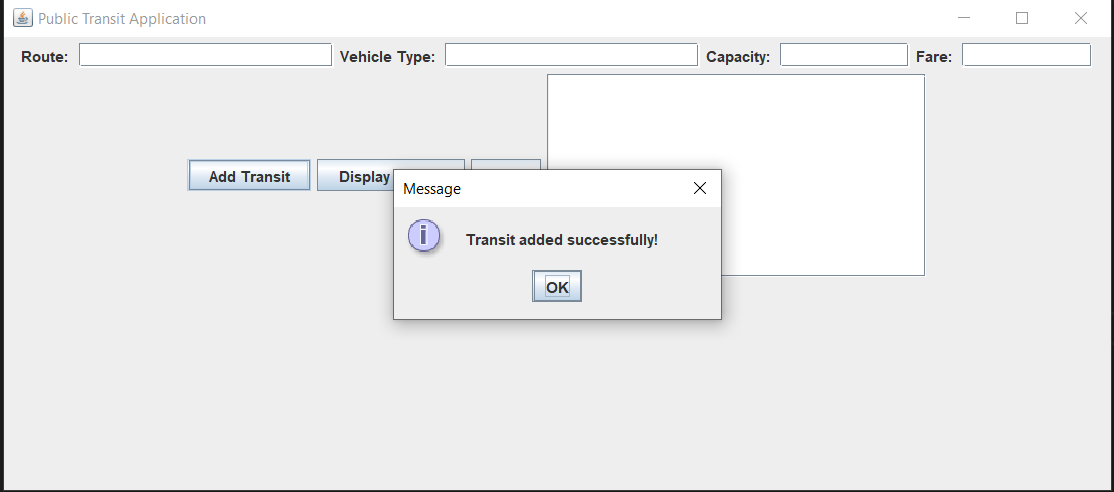 Public Transit Application
Route: Vehicle Type: Capacity: Fare:
Add Transit Display
Message
Transit added successfully!
OK